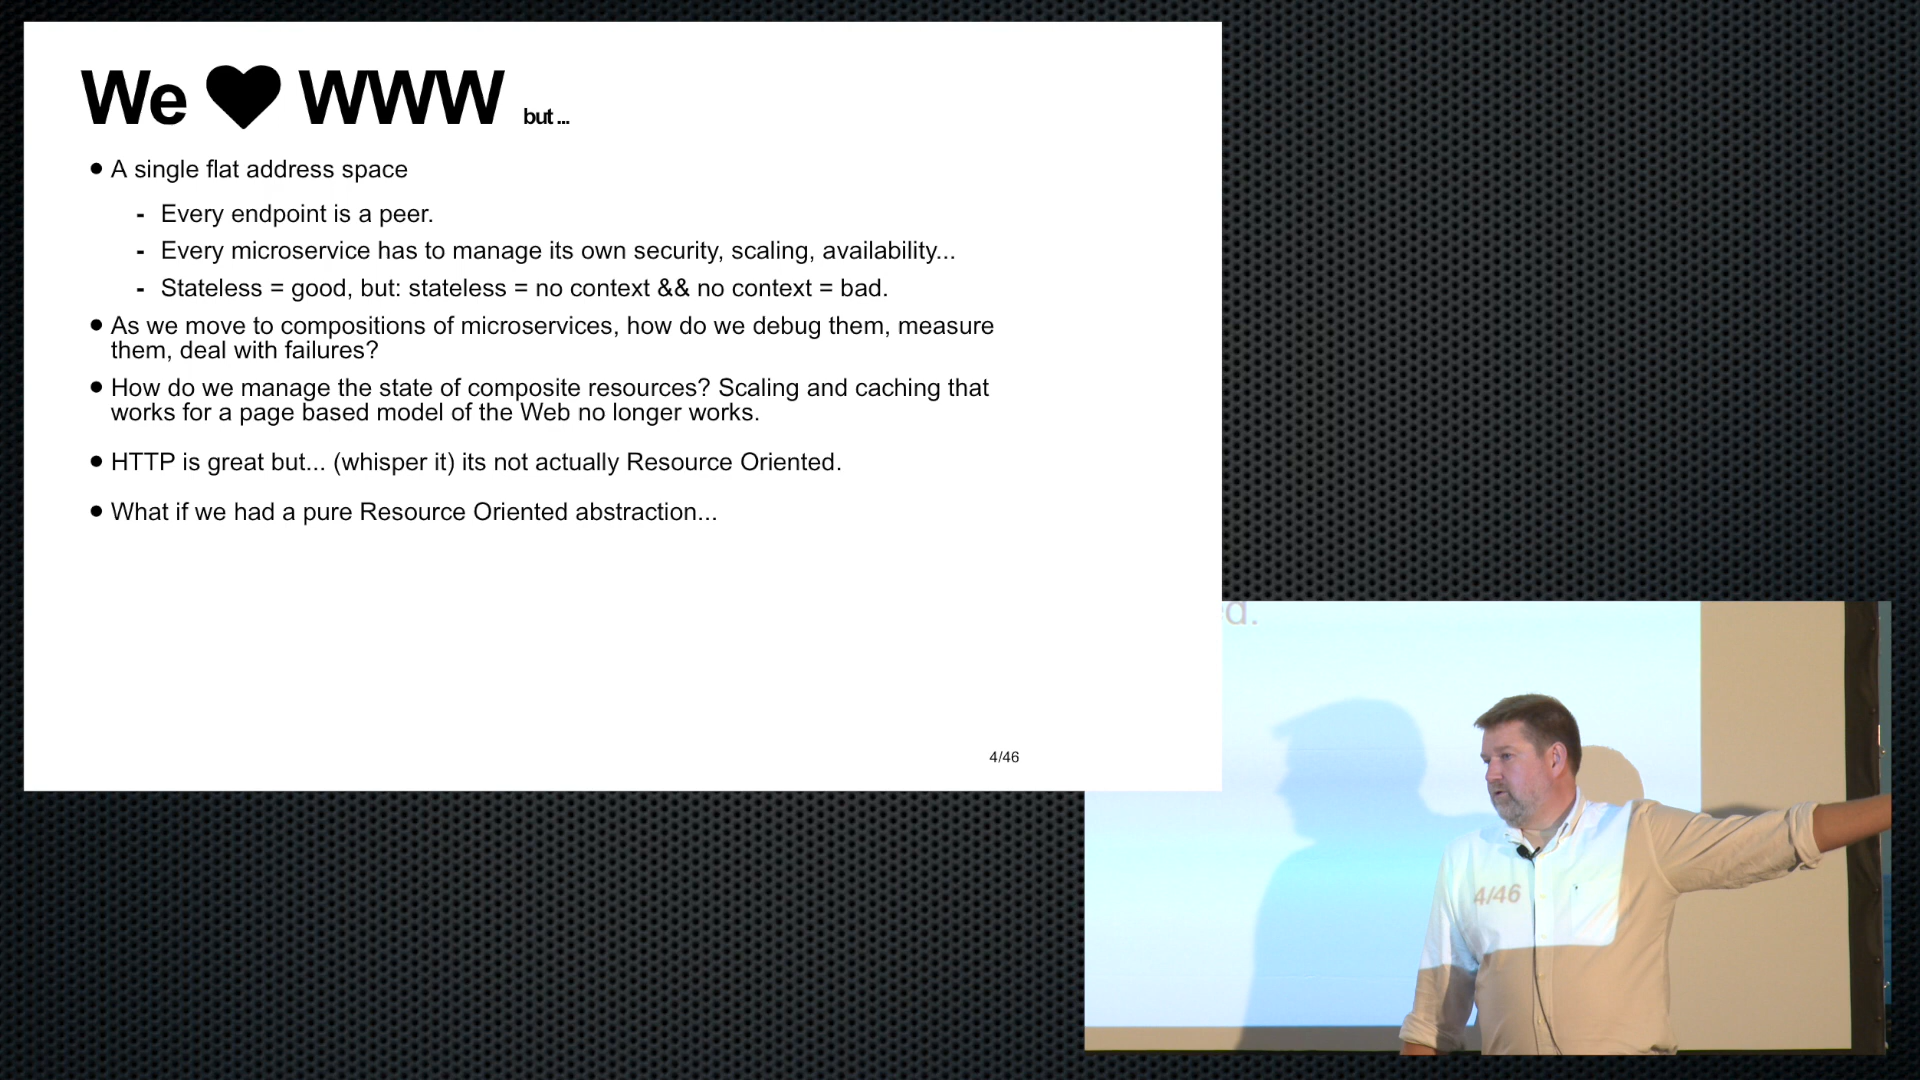 We ♥ WWW but...
● A single flat address space
- Every endpoint is a peer.
- Every microservice has to manage its own security, scaling, availability...
- Stateless = good, but: stateless = no context && no context = bad.
● As we move to compositions of microservices, how do we debug them, measure
them, deal with failures?
● How do we manage the state of composite resources? Scaling and caching that
works for a page based model of the Web no longer works.
● HTTP is great but... (whisper it) its not actually Resource Oriented.
● What if we had a pure Resource Oriented abstraction...
4/46
ed.
4/46